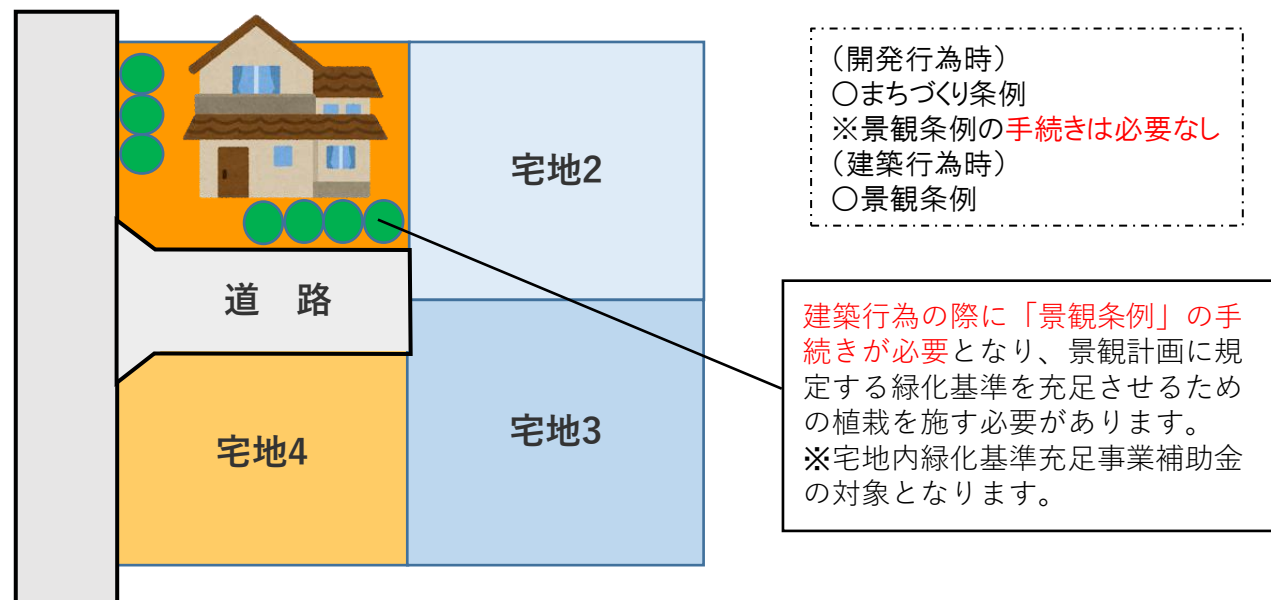 宅地2
道　路
宅地4
宅地3
（開発行為時）
〇まちづくり条例
※景観条例の手続きは必要なし
（建築行為時）
〇景観条例
建築行為の際に「景観条例」の手
続きが必要となり、景観計画に規
定する緑化基準を充足させるため
の植栽を施す必要があります。
※宅地内緑化基準充足事業補助金
の対象となります。